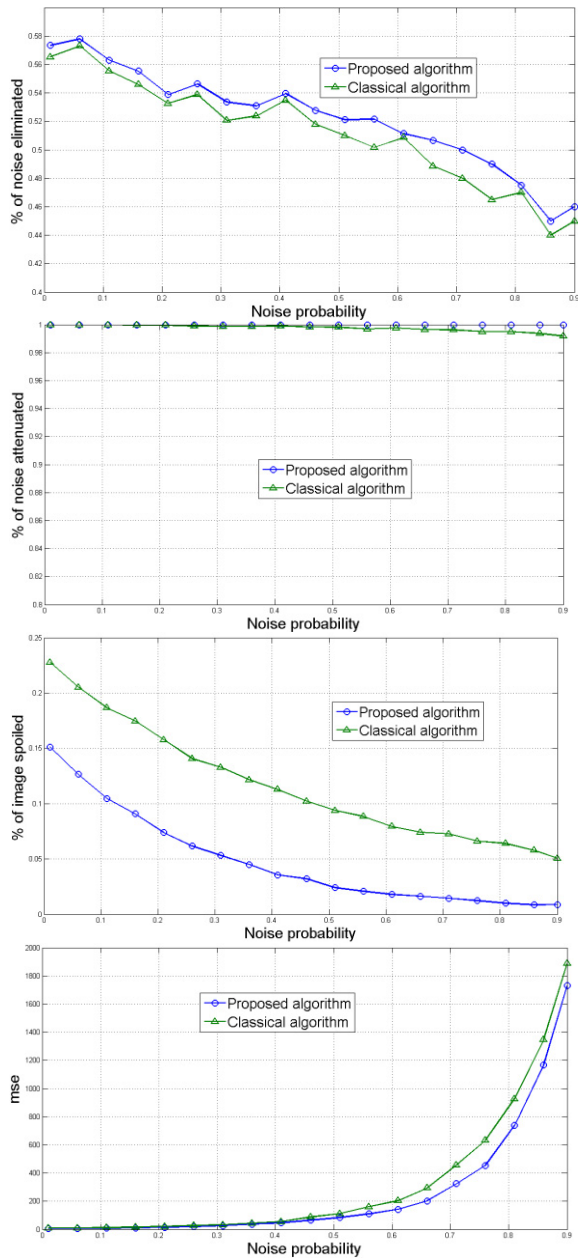 % of noise eliminated
0.58
0.56
0.54
0.52
0.5
0.48
0.46
0.44
0.42
0.4
Proposed algorithm
Classical algorithm
0 0.1 0.2 0.3 0.4 0.5 0.6 0.7 0.8 0.9
Noise probability
% of noise attenuated
1
0.98
0.96
0.94
0.92
0.9
0.88
0.86
0.84
0.82
0.8
Proposed algorithm
Classical algorithm
0 0.1 0.2 0.3 0.4 0.5 0.6 0.7 0.8 0.9
Noise probability
% of image spoiled
0.25
0.2
0.15
0.1
0.05
0
Proposed algorithm
Classical algorithm
0 0.1 0.2 0.3 0.4 0.5 0.6 0.7 0.8 0.9
Noise probability
mse
2000
1800
1600
1400
1200
1000
800
600
400
200
0
Proposed algorithm
Classical algorithm
0 0.1 0.2 0.3 0.4 0.5 0.6 0.7 0.8 0.9
Noise probability